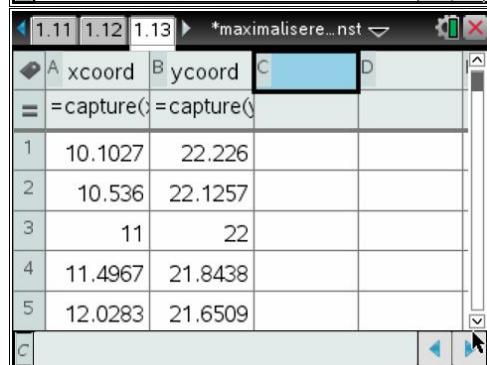 1.11 1.12 1.13 *maximalisere...nst
A xcoord B ycoord C D
= =capture( =capture(
1 10.1027 22.226
2 10.536 22.1257
3 11 22
4 11.4967 21.8438
5 12.0283 21.6509
C